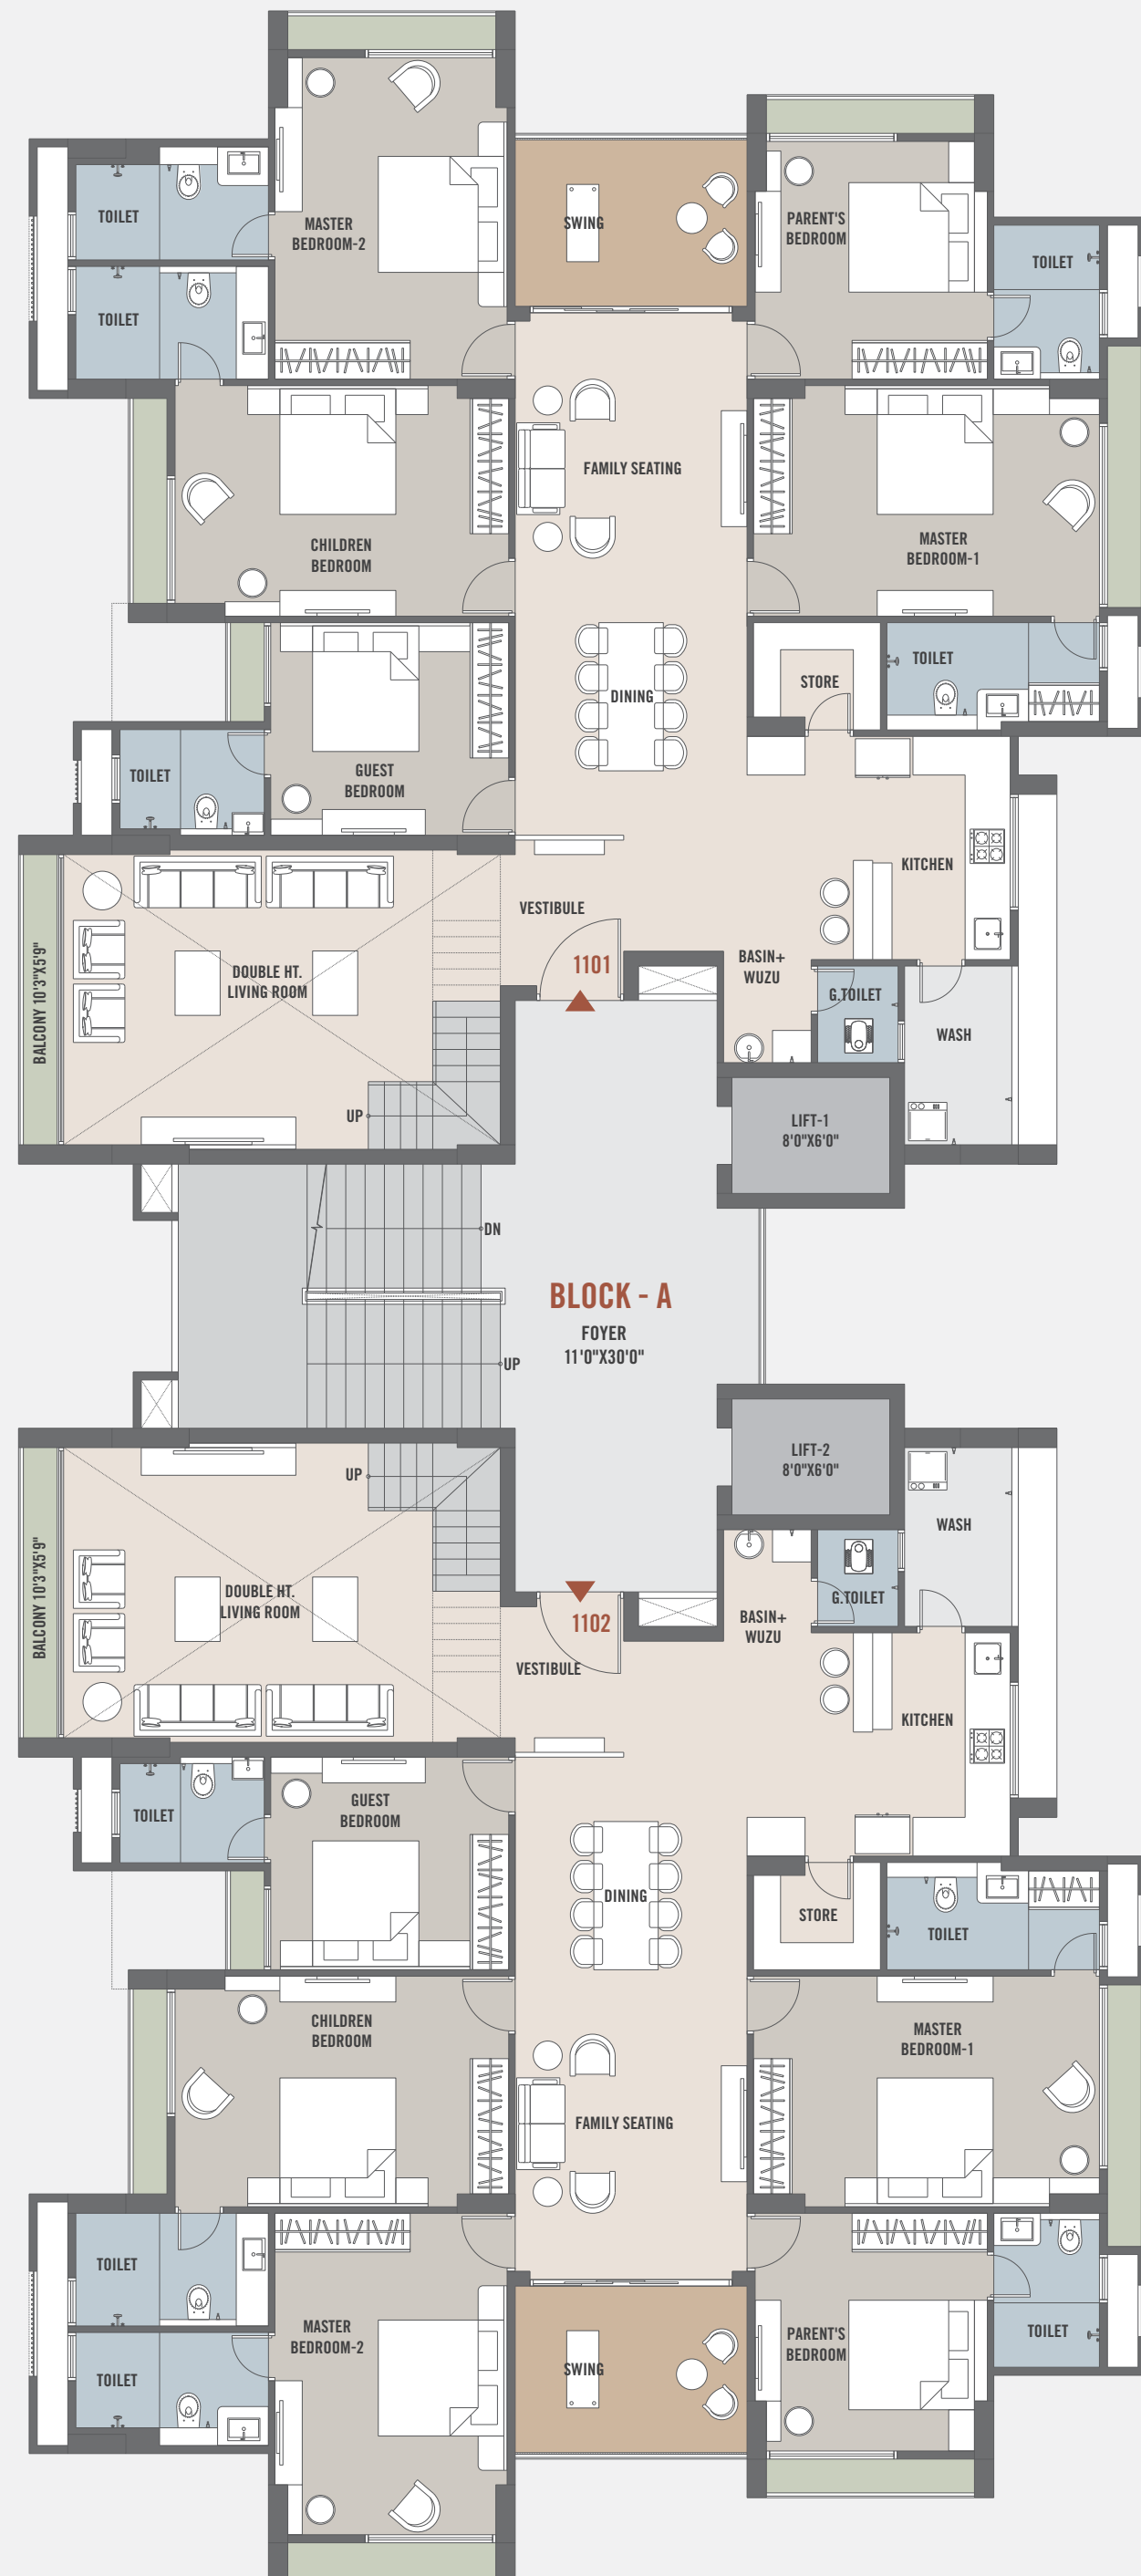 TOILET
MASTER
BEDROOM-2
SWING
PARENT'S
BEDROOM
TOILET
TOILET
FAMILY SEATING
CHILDREN
BEDROOM
MASTER
BEDROOM-1
TOILET
STORE
DINING
TOILET
GUEST
BEDROOM
KITCHEN
VESTIBULE
1101
BASIN+
WUZU
BALCONY 10'3"X5'9"
DOUBLE HT.
LIVING ROOM
G.TOILET
WASH
UP
LIFT-1
8'0"X6'0"
DN
BLOCK - A
FOYER
11'0"X30'0"
UP
LIFT-2
8'0"X6'0"
UP
WASH
BALCONY 10'3"X5'9"
DOUBLE HT.
LIVING ROOM
G.TOILET
1102
BASIN+
WUZU
VESTIBULE
KITCHEN
GUEST
BEDROOM
TOILET
DINING
STORE
TOILET
CHILDREN
BEDROOM
MASTER
BEDROOM-1
FAMILY SEATING
TOILET
MASTER
BEDROOM-2
PARENT'S
BEDROOM
TOILET
SWING
TOILET